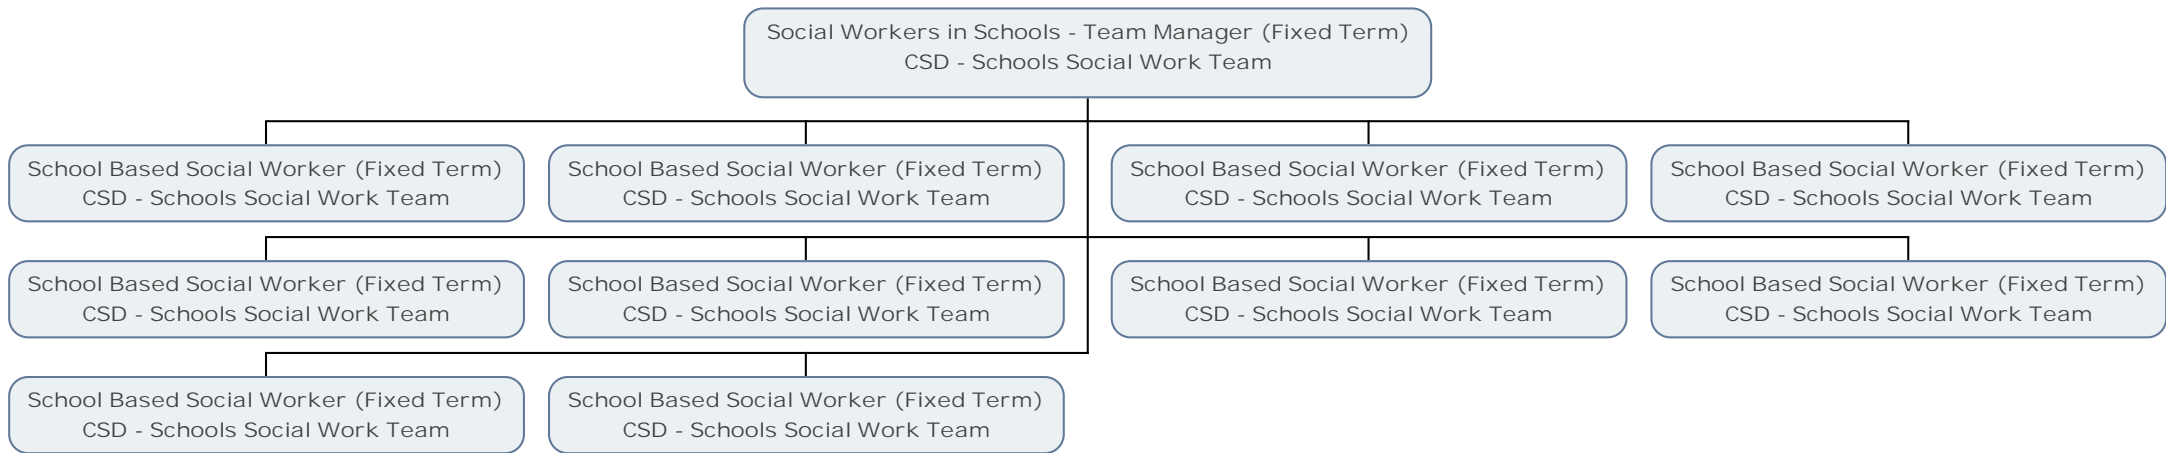 Social Workers in Schools - Team Manager (Fixed Term)
CSD - Schools Social Work Team
School Based Social Worker (Fixed Term)
CSD - Schools Social Work Team
School Based Social Worker (Fixed Term)
CSD - Schools Social Work Team
School Based Social Worker (Fixed Term)
CSD - Schools Social Work Team
School Based Social Worker (Fixed Term)
CSD - Schools Social Work Team
School Based Social Worker (Fixed Term)
CSD - Schools Social Work Team
School Based Social Worker (Fixed Term)
CSD - Schools Social Work Team
School Based Social Worker (Fixed Term)
CSD - Schools Social Work Team
School Based Social Worker (Fixed Term)
CSD - Schools Social Work Team
School Based Social Worker (Fixed Term)
CSD - Schools Social Work Team
School Based Social Worker (Fixed Term)
CSD - Schools Social Work Team